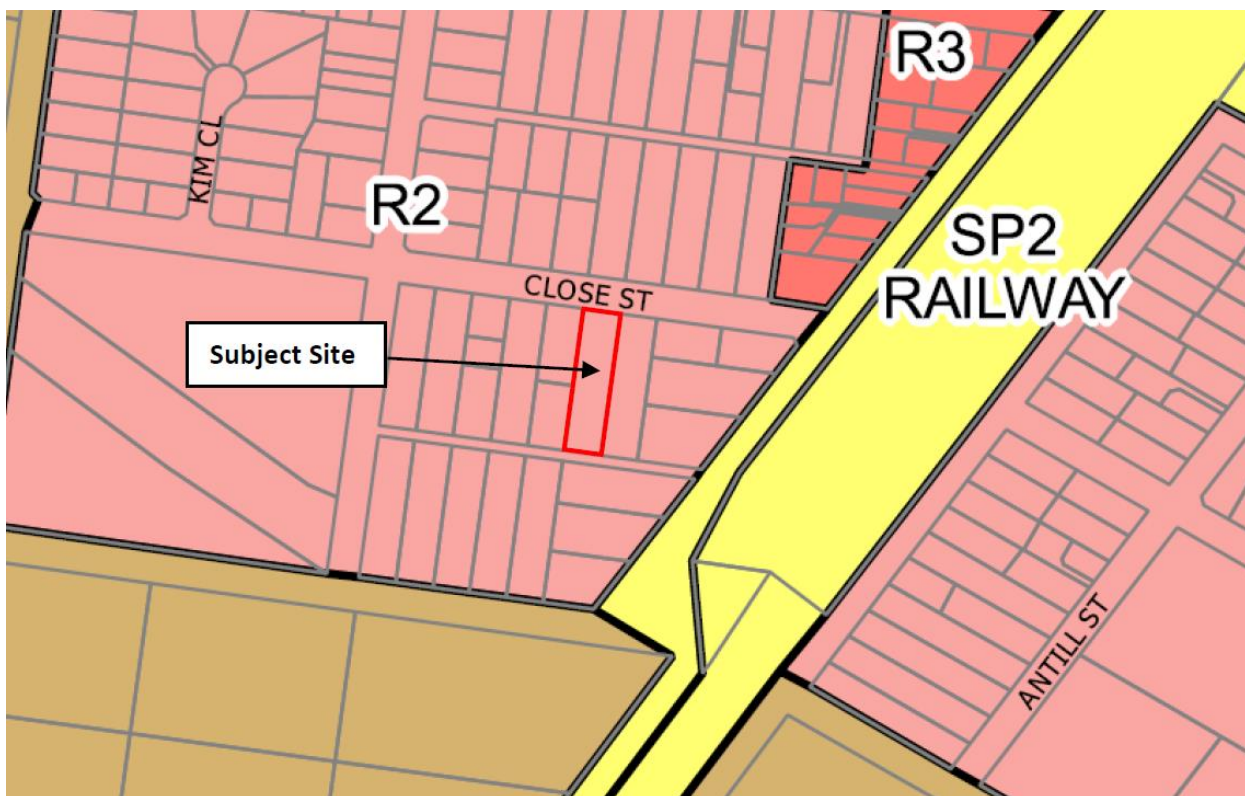 R3
KIM CL
R2
SP2
RAILWAY
CLOSE ST
Subject Site
ANTILL ST